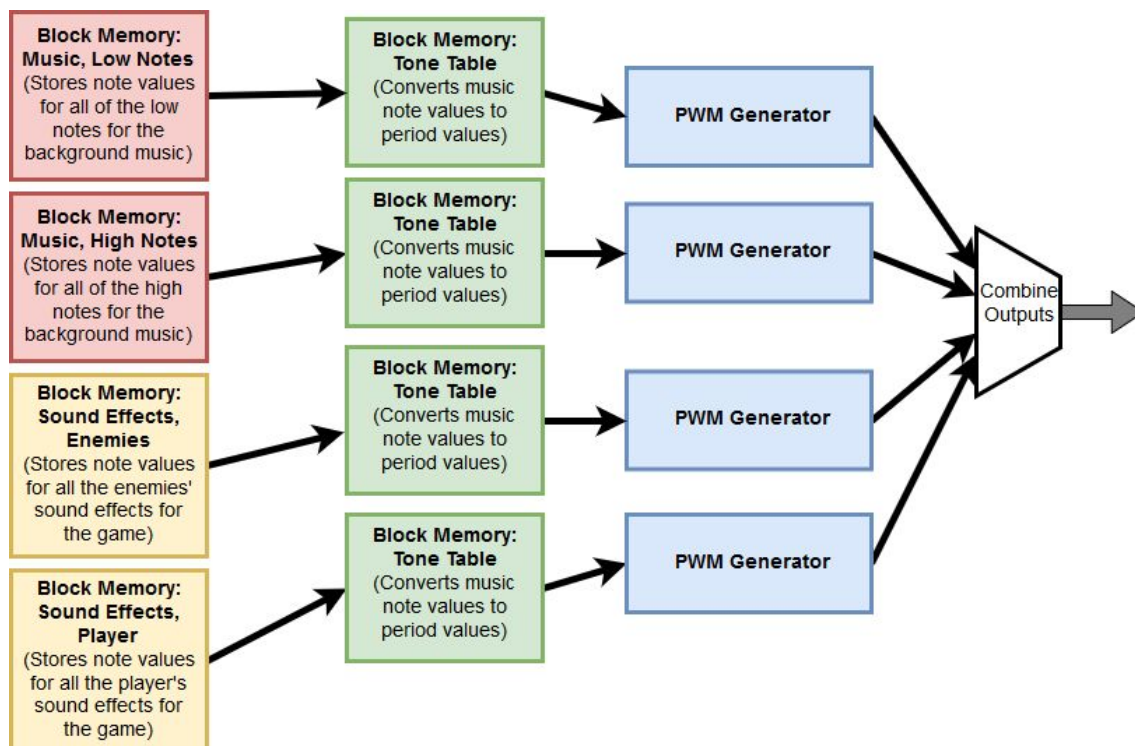 Block Memory:
Music, Low Notes
(Stores note values
for all of the low
notes for the
background music)
Block Memory:
Tone Table
(Converts music
note values to
period values)
PWM Generator
Block Memory:
Music, High Notes
(Stores note values
for all of the high
notes for the
background music)
Block Memory:
Tone Table
(Converts music
note values to
period values)
PWM Generator
Combine
Outputs
Block Memory:
Sound Effects,
Enemies
(Stores note values
for all the enemies'
sound effects for
the game)
Block Memory:
Tone Table
(Converts music
note values to
period values)
PWM Generator
Block Memory:
Sound Effects,
Player
(Stores note values
for all the player's
sound effects for
the game)
Block Memory:
Tone Table
(Converts music
note values to
period values)
PWM Generator